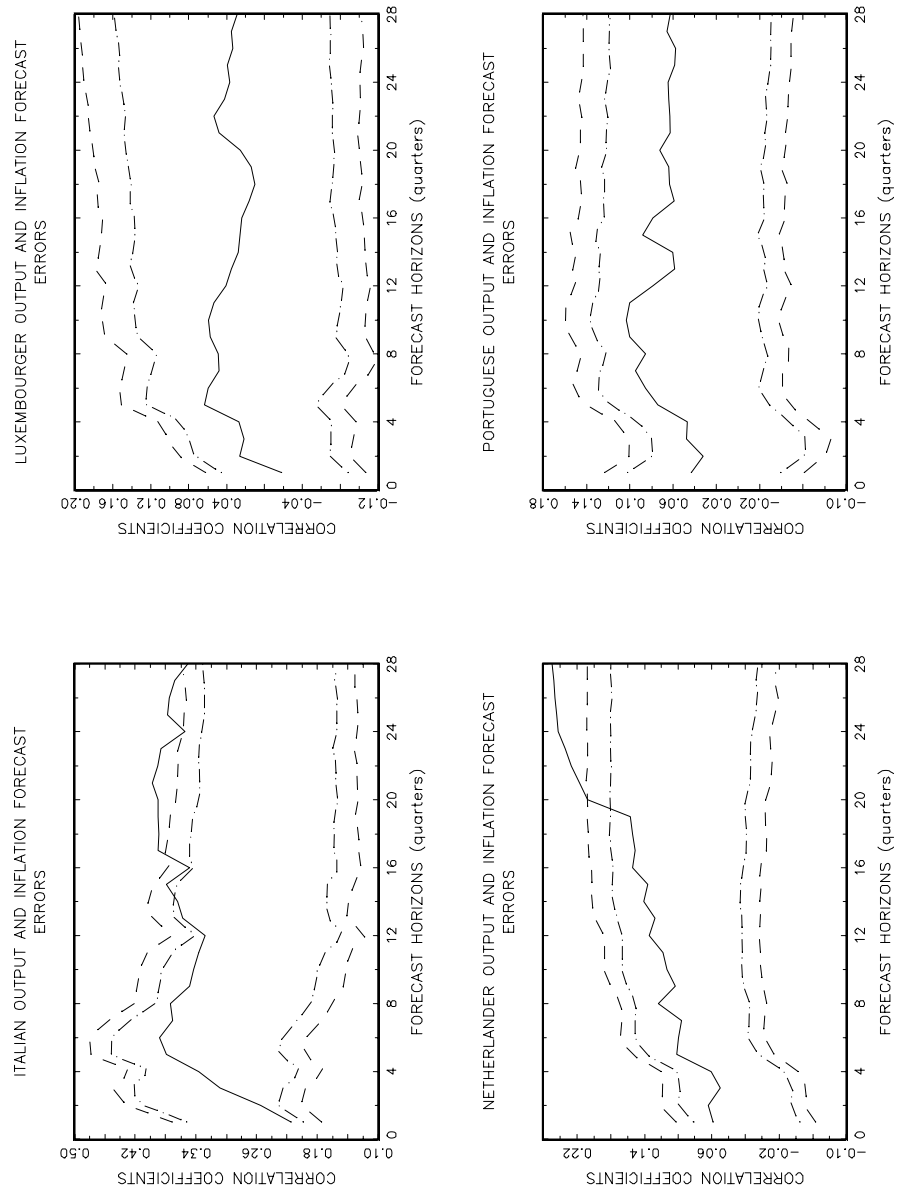 ITALIAN OUTPUT AND INFLATION FORECAST
ERRORS
CORRELATION COEFFICIENTS
0.50
0.42
0.34
0.26
0.18
0.10
0 4 8 12 16 20 24 28
FORECAST HORIZONS (quarters)
LUXEMBOURGER OUTPUT AND INFLATION FORECAST
ERRORS
CORRELATION COEFFICIENTS
0.20
0.16
0.12
0.08
0.04
-0.04
-0.12
0 4 8 12 16 20 24 28
FORECAST HORIZONS (quarters)
NETHERLANDER OUTPUT AND INFLATION FORECAST
ERRORS
CORRELATION COEFFICIENTS
0.22
0.14
0.06
-0.02
-0.10
0 4 8 12 16 20 24 28
FORECAST HORIZONS (quarters)
PORTUGUESE OUTPUT AND INFLATION FORECAST
ERRORS
CORRELATION COEFFICIENTS
0.18
0.14
0.10
0.06
0.02
-0.02
-0.10
0 4 8 12 16 20 24 28
FORECAST HORIZONS (quarters)